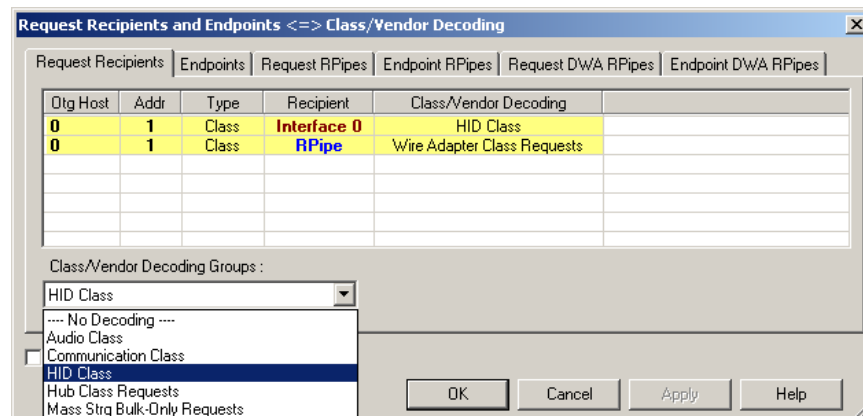 Request Recipients and Endpoints <=> Class/Vendor Decoding
Request Recipients Endpoints Request RPipes Endpoint RPipes Request DWA RPipes Endpoint DWA RPipes
Otg Host Addr Type Recipient Class/Vendor Decoding
0 1 Class Interface 0 HID Class
0 1 Class RPipe Wire Adapter Class Requests
Class/Vendor Decoding Groups :
HID Class
---- No Decoding ----
Audio Class
Communication Class
HID Class
Hub Class Requests
Mass Strg Bulk-Only Requests
OK Cancel Apply Help